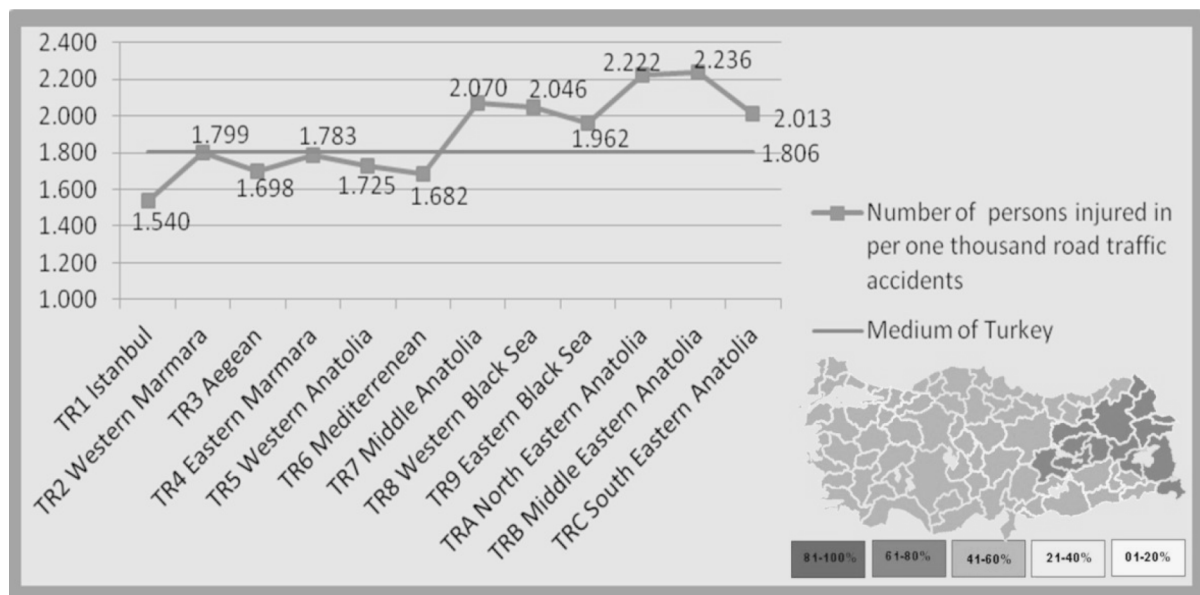 2.400
2.200
2.000
1.800
1.600
1.400
1.200
1.000
1.540
1.799
1.698
1.783
1.725
1.682
2.070
2.046
1.962
2.222
2.236
2.013
1.806
TR1 Istanbul
TR2 Western Marmara
TR3 Aegean
TR4 Eastern Marmara
TR5 Western Anatolia
TR6 Mediterrenean
TR7 Middle Anatolia
TR8 Western Black Sea
TR9 Eastern Black Sea
TRA North Eastern Anatolia
TRB Middle Eastern Anatolia
TRC South Eastern Anatolia
Number of persons injured in
per one thousand road traffic
accidents
Medium of Turkey
81-100% 61-80% 41-60% 21-40% 01-20%